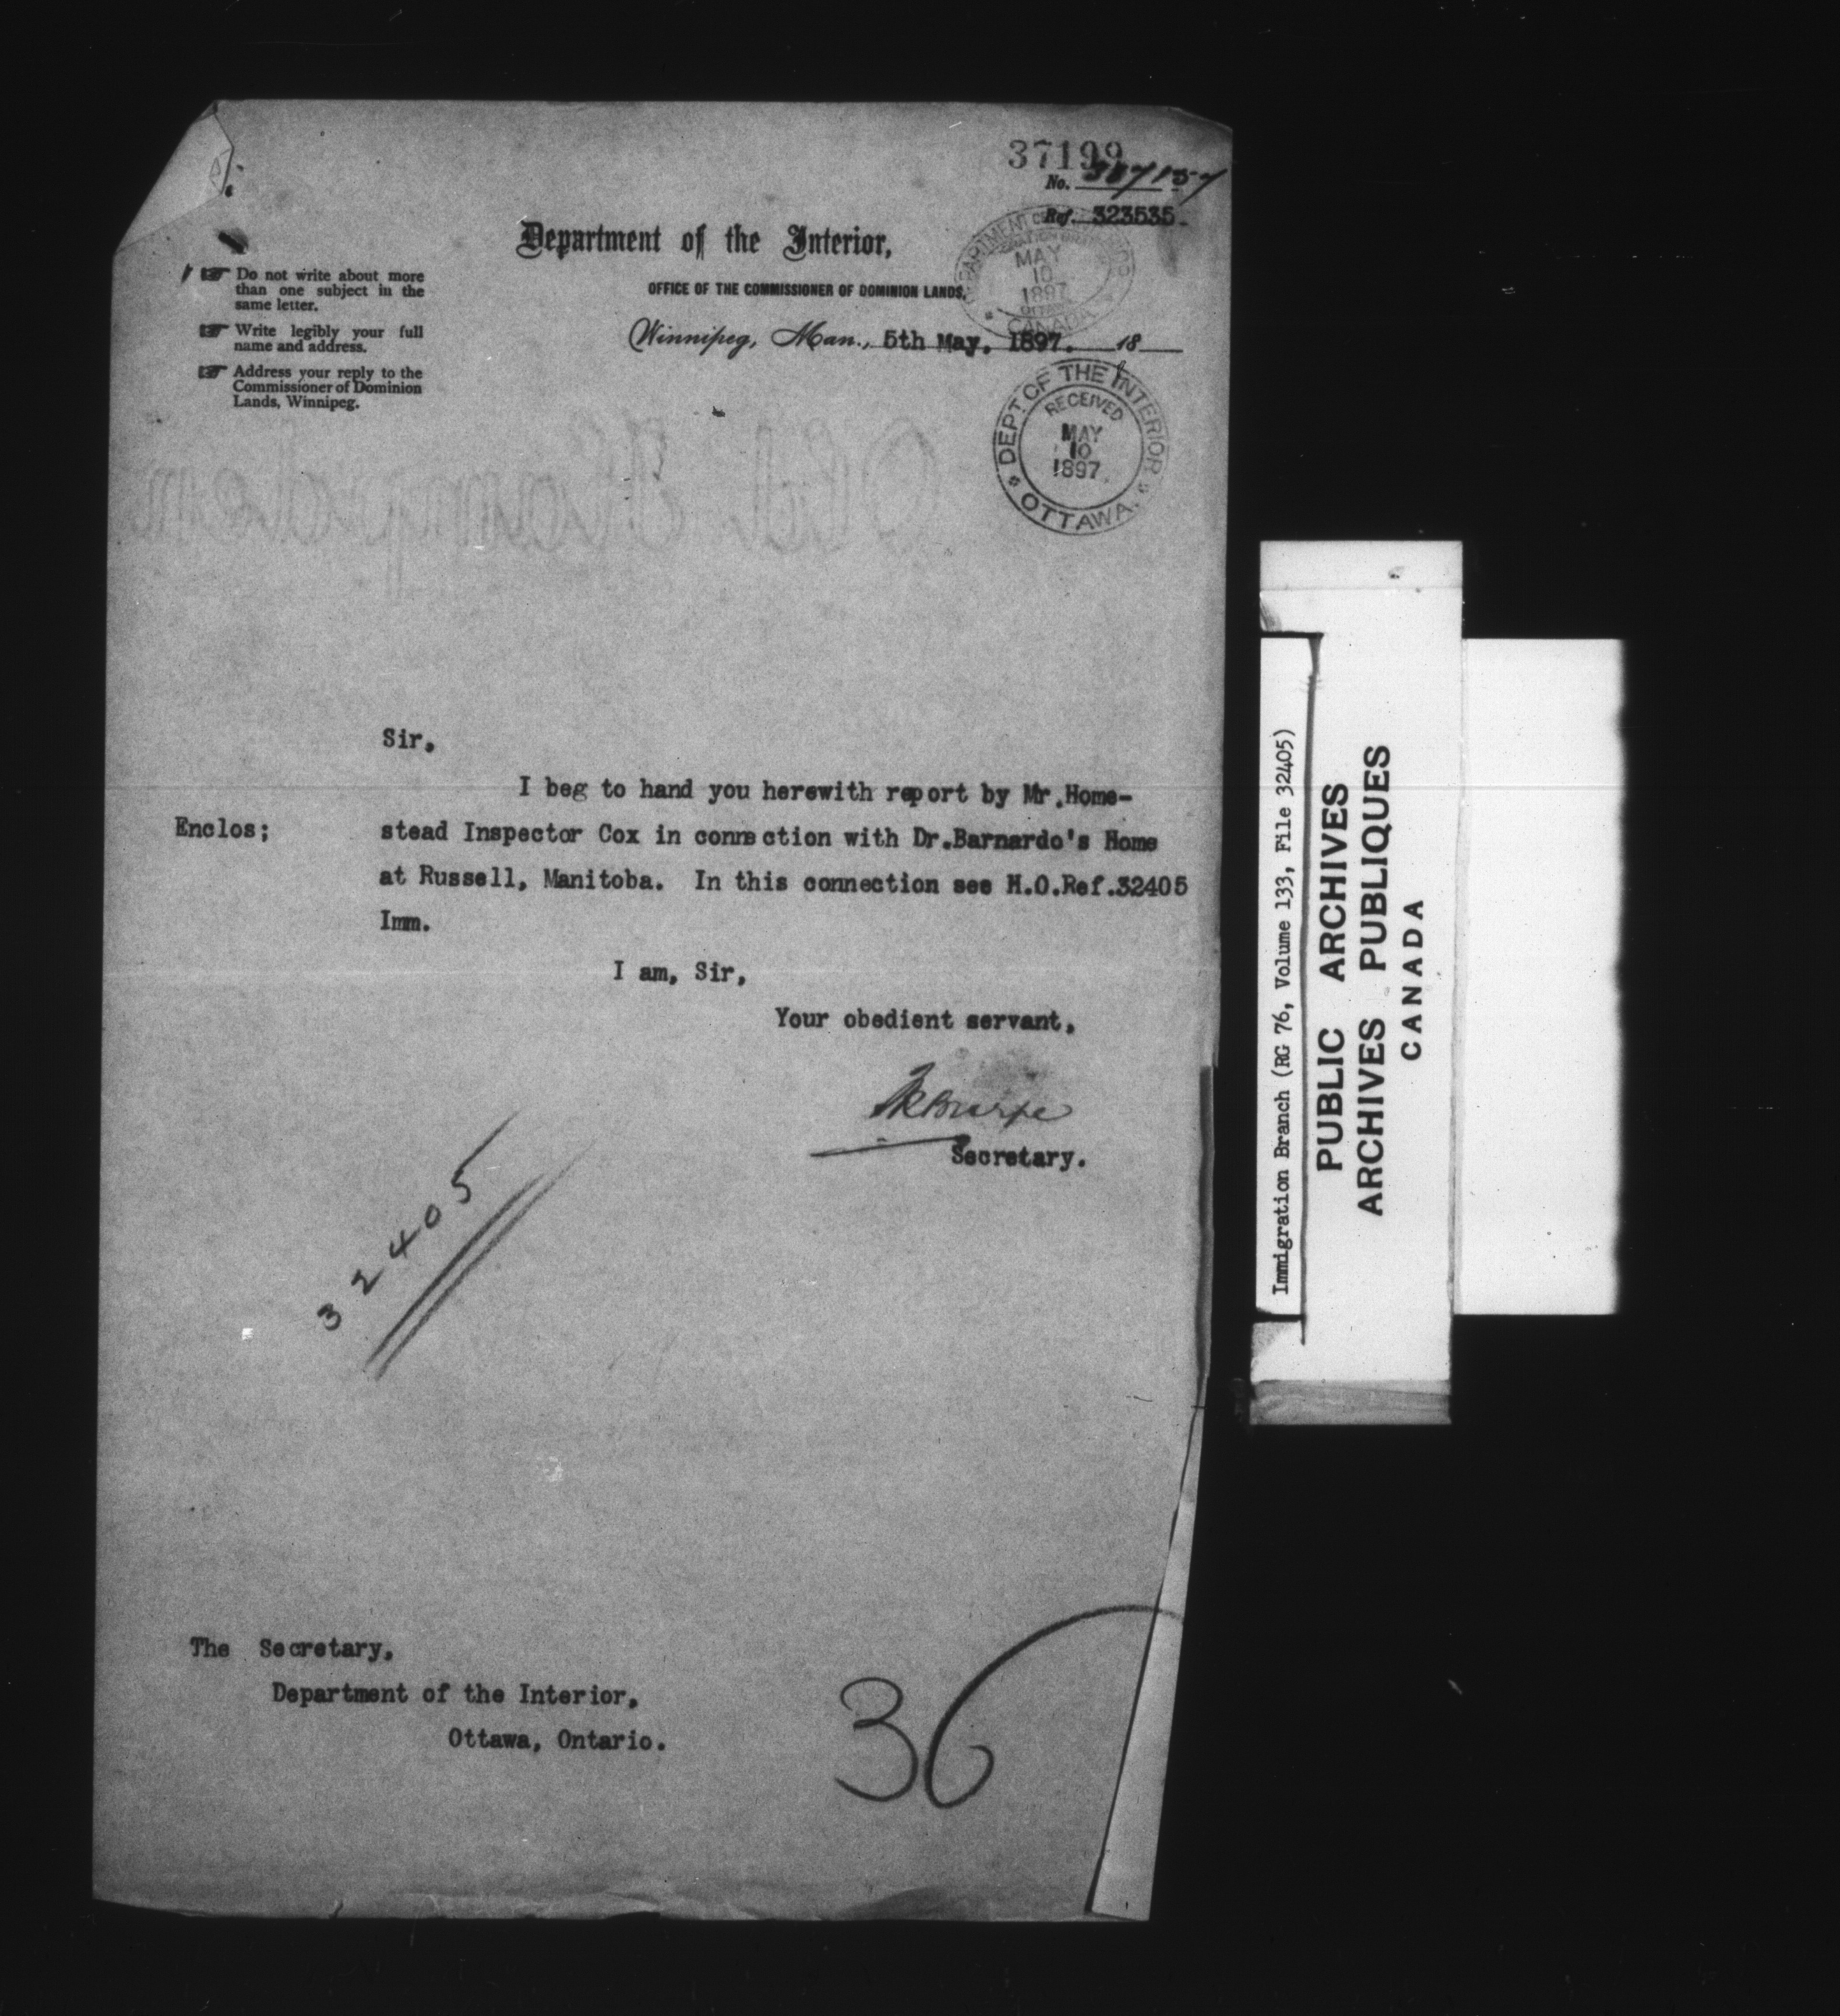 37199
No.
Ref. 323535.
Department of the Interior,
OFFICE OF THE COMMISSIONER OF DOMINION LANDS,
Winnipeg, Man., 5th May. 1897. 18
MAY
10
1897
CANADA
Do not write about more
than one subject in the
same letter.
Write legibly your full
name and address.
Address your reply to the
Commissioner of Dominion
Lands, Winnipeg.
DEPT. OF THE INTERIOR
RECEIVED
MAY
10
1897
OTTAWA.
Sir,
I beg to hand you herewith report by Mr.Home-
Enclos; stead Inspector Cox in connection with Dr.Barnardo's Home
at Russell, Manitoba. In this connection see H.O.Ref.32405
Imm.
I am, Sir,
Your obedient servant,
Secretary.
32405
The Secretary,
Department of the Interior,
Ottawa, Ontario.
36
Immigration Branch (RG 76, Volume 133, File 32405)
PUBLIC ARCHIVES
ARCHIVES PUBLIQUES
CANADA